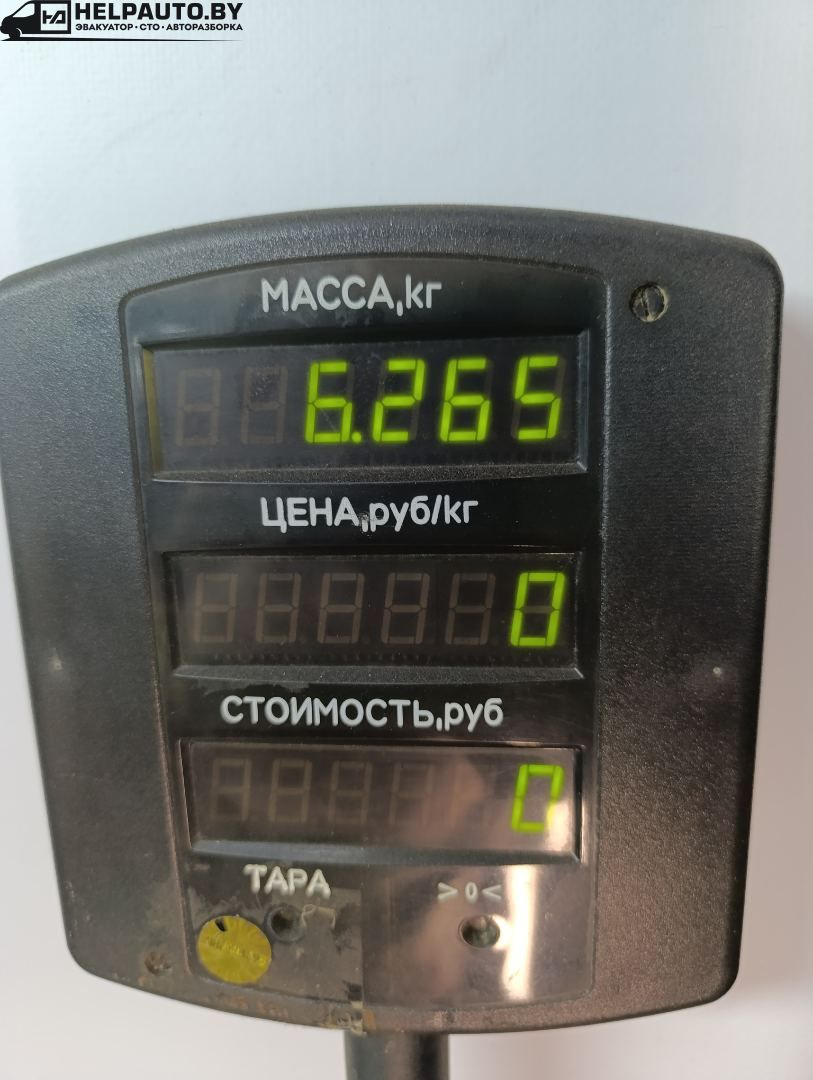 HELPAUTO.BY
ЭВАКУАТОР • СТО • АВТОРАЗБОРКА
МАССА,кг
6.265
ЦЕНА,руб/кг
0
СТОИМОСТЬ,руб
0
ТАРА >0<